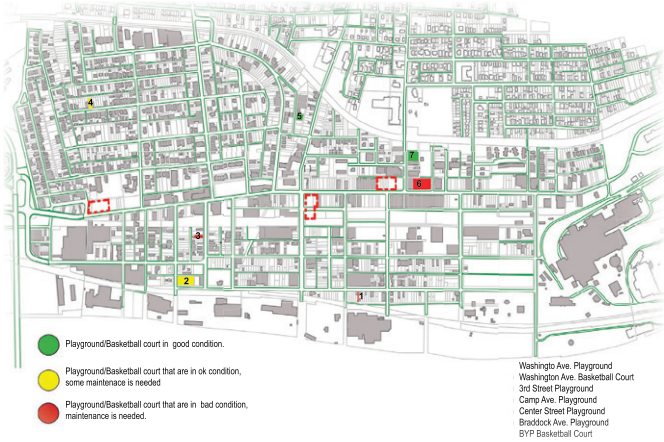 4
5
7
6
3
2
1
Playground/Basketball court in good condition.
Playground/Basketball court that are in ok condition,
some maintenace is needed
Playground/Basketball court that are in bad condition,
maintenance is needed.
Washingto Ave. Playground
Washington Ave. Basketball Court
3rd Street Playground
Camp Ave. Playground
Center Street Playground
Braddock Ave. Playground
BYP Basketball Court